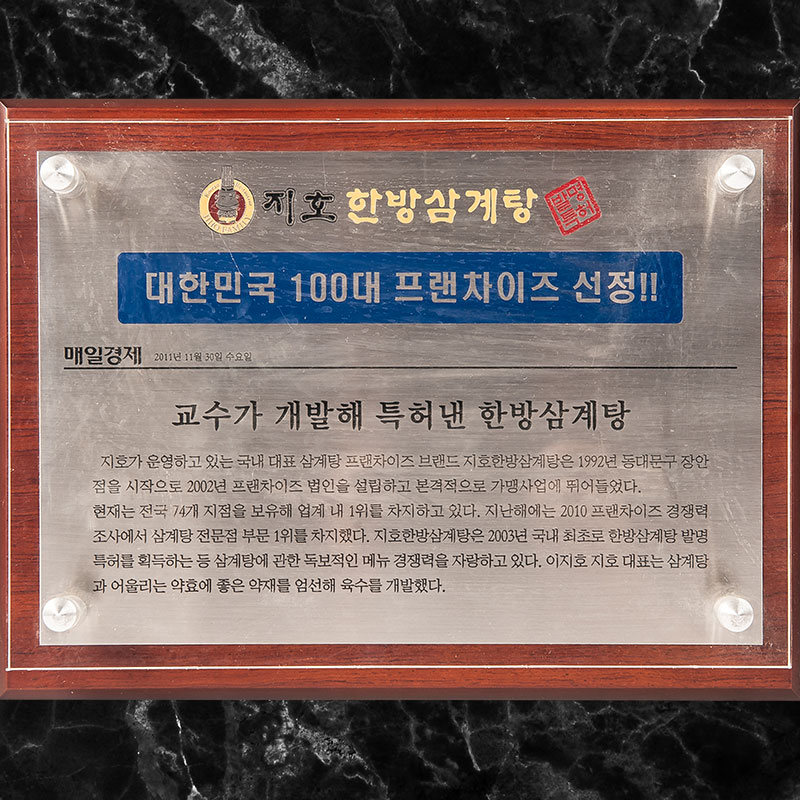 지호 한방삼계탕
대한민국 100대 프랜차이즈 선정!!
매일경제 2011년 11월 30일 수요일
교수가 개발해 특허낸 한방삼계탕
지호가 운영하고 있는 국내 대표 삼계탕 프랜차이즈 브랜드 지호한방삼계탕은 1992년 동대문구 장안
점을 시작으로 2002년 프랜차이즈 법인을 설립하고 본격적으로 가맹사업에 뛰어들었다.
현재는 전국 74개 지점을 보유해 업계 내 1위를 차지하고 있다. 지난해에는 2010 프랜차이즈 경쟁력
조사에서 삼계탕 전문점 부문 1위를 차지했다. 지호한방삼계탕은 2003년 국내 최초로 한방삼계탕 발명
특허를 획득하는 등 삼계탕에 관한 독보적인 메뉴 경쟁력을 자랑하고 있다. 이지호 지호 대표는 삼계탕
과 어울리는 약효에 좋은 약재를 엄선해 육수를 개발했다.